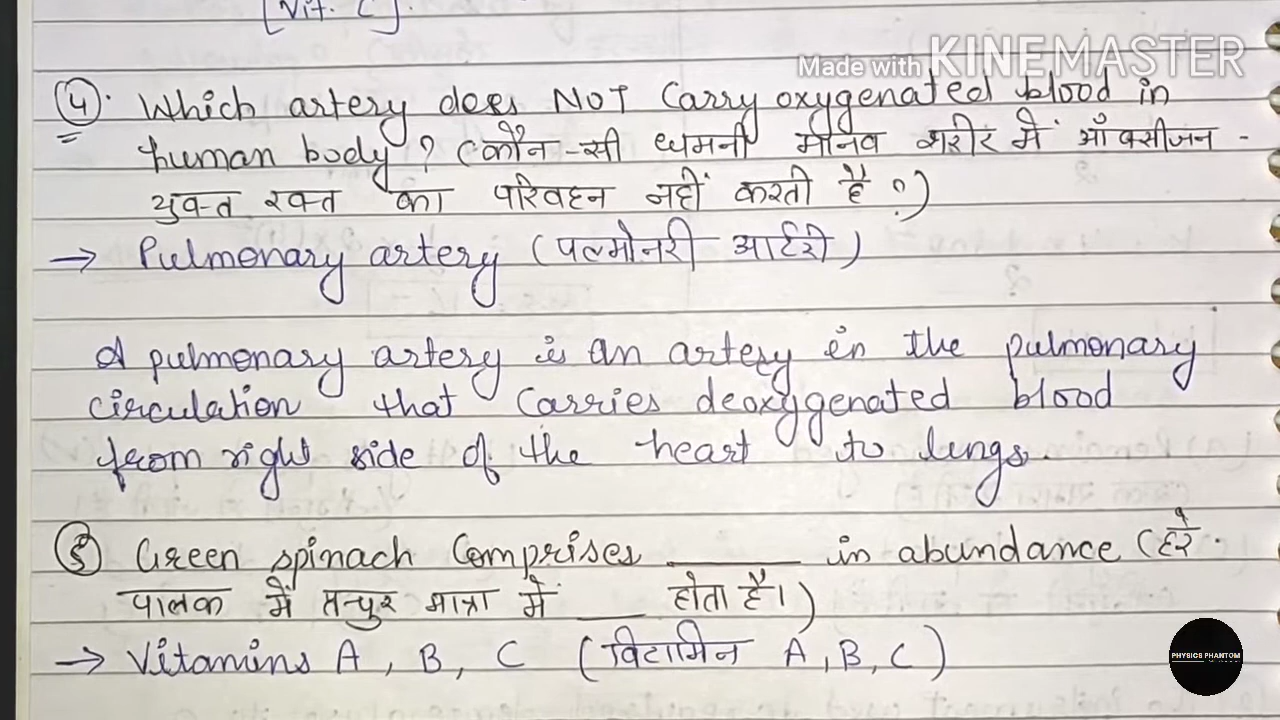 [Vit. C].
Made with KINEMASTER
④. Which artery does NOT Carry oxygenated blood in
human body? (कौन-सी धमनी मानव शरीर में ऑक्सीजन -
युक्त रक्त का परिवहन नहीं करती है?)
→ Pulmonary artery (पल्मोनरी आर्टरी)
A pulmonary artery is an artery in the pulmonary
circulation that carries deoxygenated blood
from right side of the heart to lungs.
⑤ Green spinach Comprises ______ in abundance (हरे
पालक में मात्रा में ____ होता है।)
→ Vitamins A, B, C (विटामिन A, B, C)
PHYSICS PHANTOM